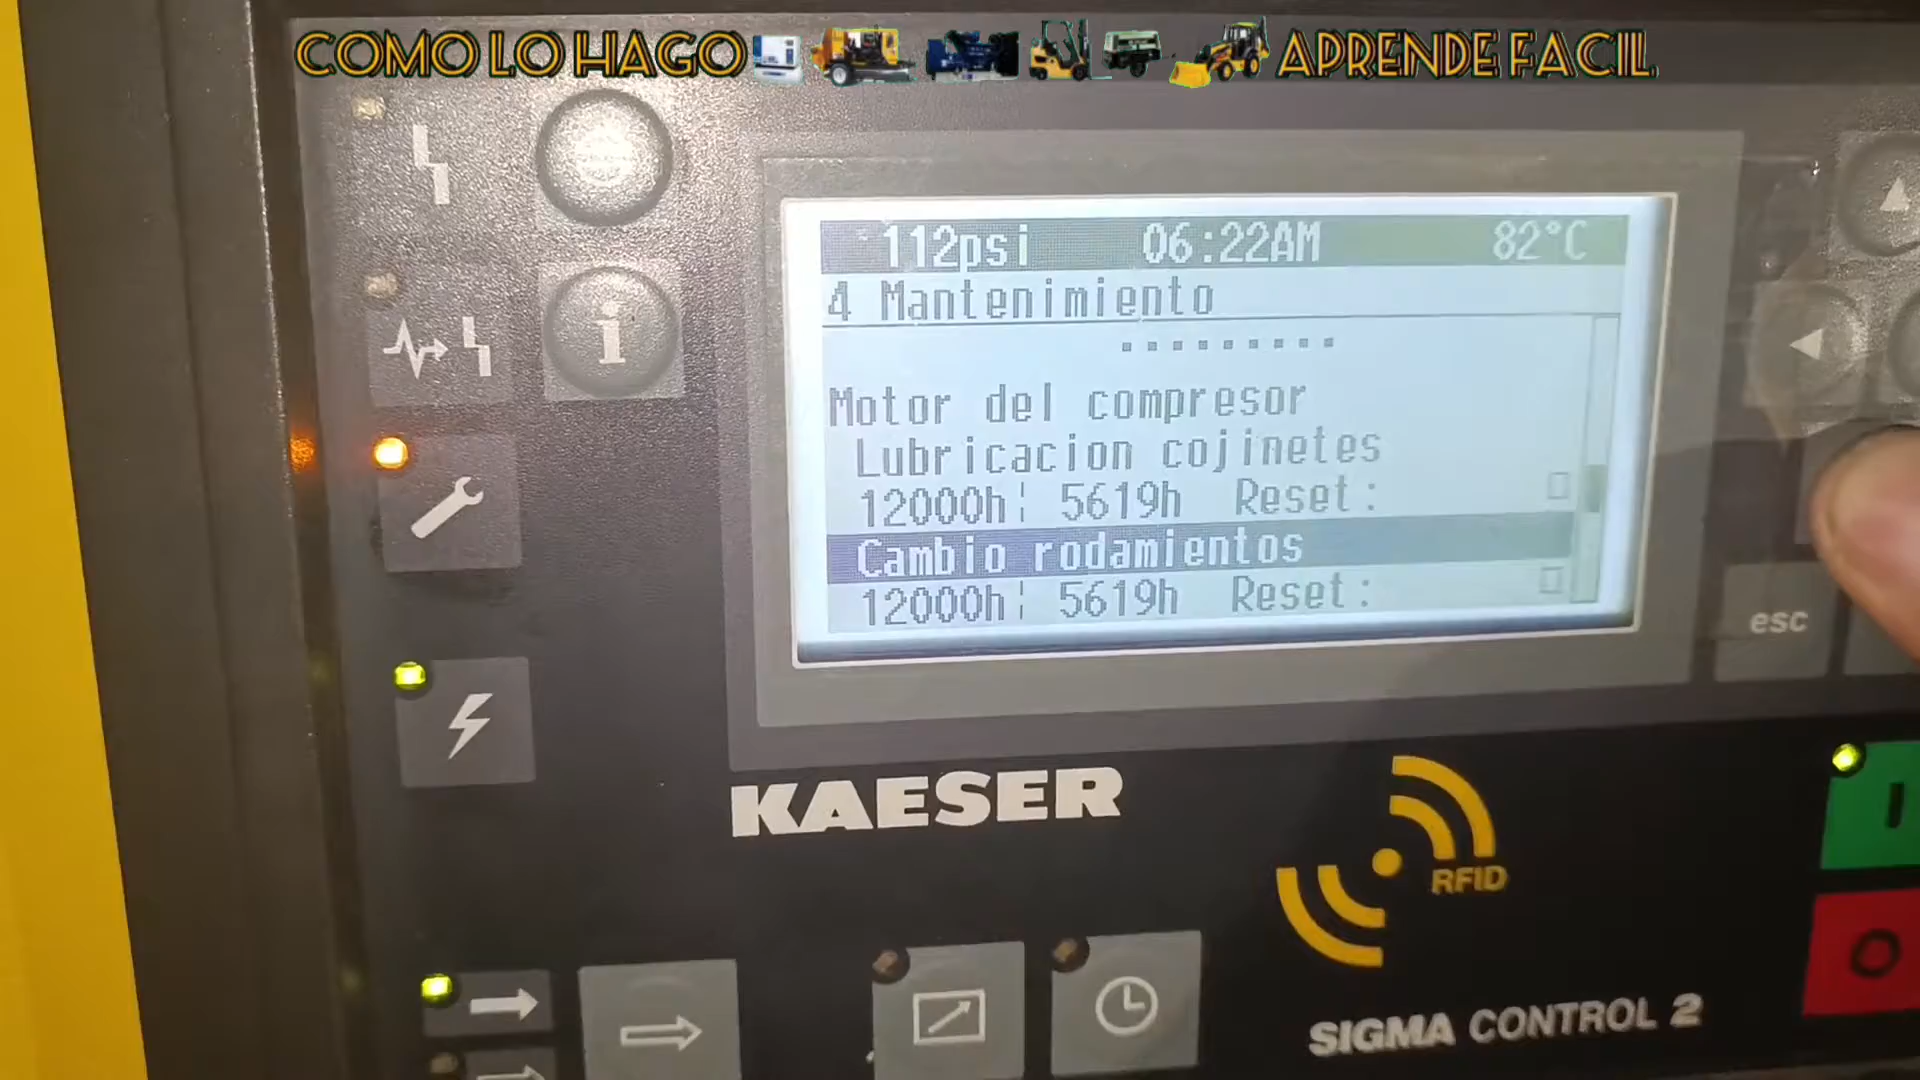 COMO LO HAGO APRENDE FACIL
112psi 06:22AM 82°C
4 Mantenimiento
Motor del compresor
Lubricacion cojinetes
12000h¦ 5619h Reset:
Cambio rodamientos
12000h¦ 5619h Reset:
esc
KAESER
RFID
SIGMA CONTROL 2